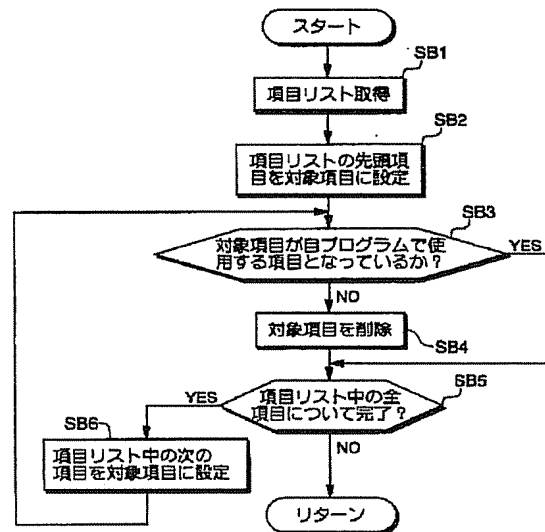 スタート
SB1
項目リスト取得
SB2
項目リストの先頭項
目を対象項目に設定
SB3
対象項目が自プログラムで使
用する項目となっているか？
YES
NO
対象項目を削除
SB4
SB5
項目リスト中の全
項目について完了？
YES
SB6
項目リスト中の次の
項目を対象項目に設定
NO
リターン